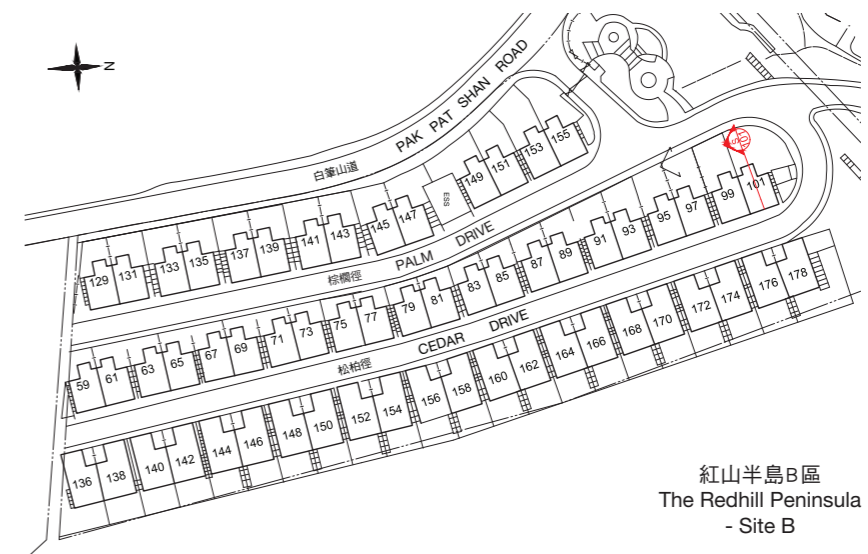 N
PAK PAT SHAN ROAD
白筆山道
129 131 133 135 137 139 141 143 145 147 ESS 149 151 153 155
PALM DRIVE
棕櫚徑
59 61 63 65 67 69 71 73 75 77 79 81 83 85 87 89 91 93 95 97 99 101
CEDAR DRIVE
松柏徑
136 138 140 142 144 146 148 150 152 154 156 158 160 162 164 166 168 170 172 174 176 178
紅山半島B區
The Redhill Peninsula
- Site B